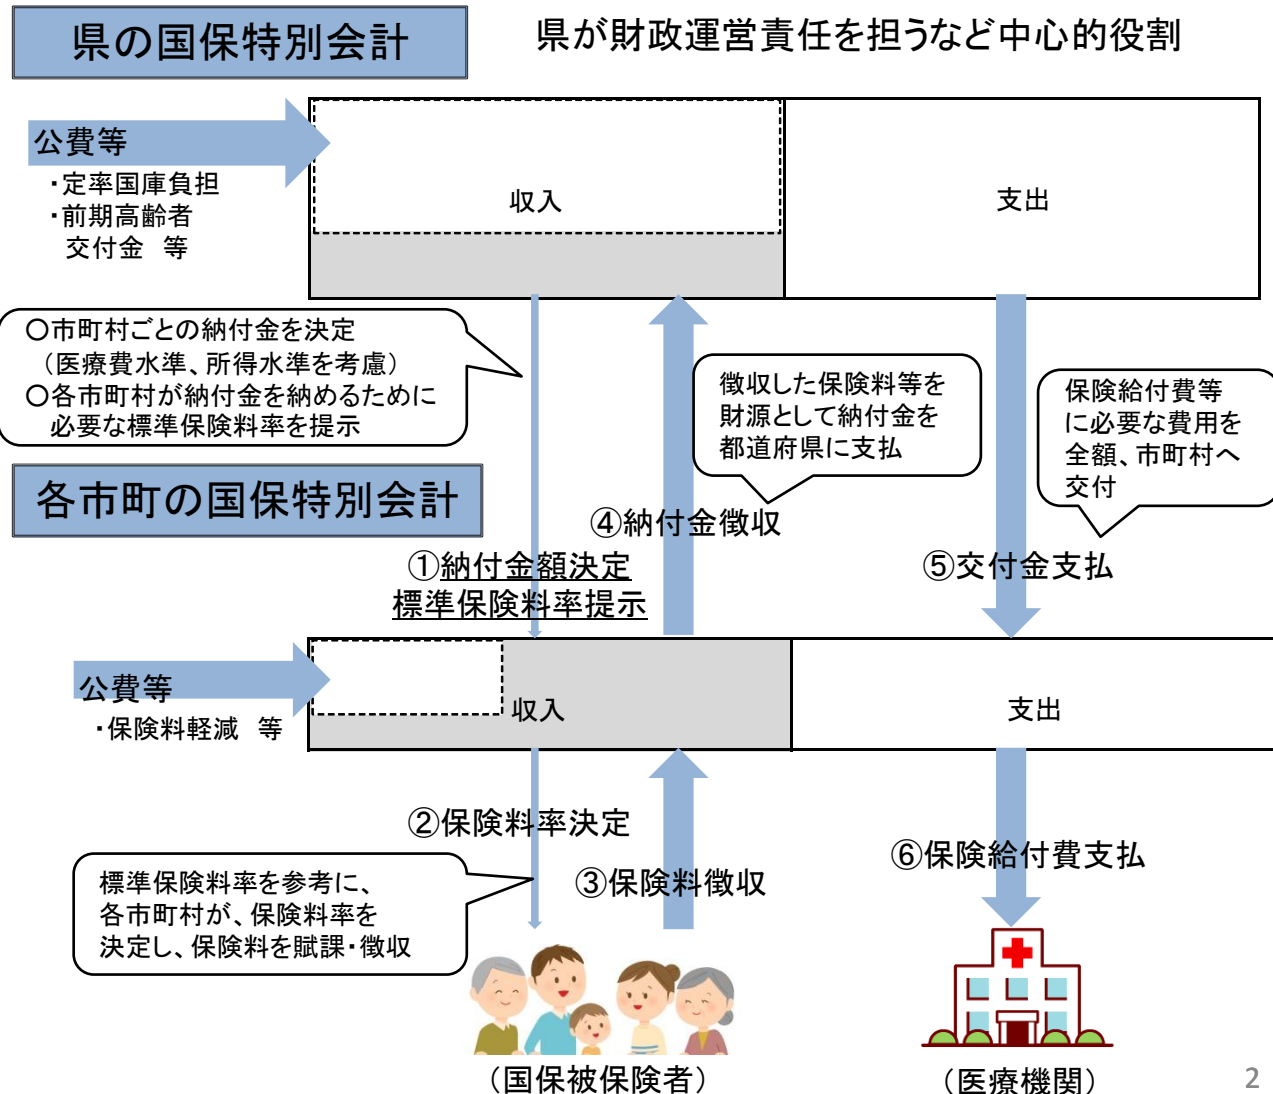 県の国保特別会計
県が財政運営責任を担うなど中心的役割
公費等
・定率国庫負担
・前期高齢者
交付金 等
収入
支出
〇市町村ごとの納付金を決定
（医療費水準、所得水準を考慮）
〇各市町村が納付金を納めるために
必要な標準保険料率を提示
徴収した保険料等を
財源として納付金を
都道府県に支払
保険給付費等
に必要な費用を
全額、市町村へ
交付
各市町の国保特別会計
④納付金徴収
①納付金額決定
標準保険料率提示
⑤交付金支払
公費等
・保険料軽減 等
収入
支出
②保険料率決定
③保険料徴収
⑥保険給付費支払
標準保険料率を参考に、
各市町村が、保険料率を
決定し、保険料を賦課・徴収
（国保被保険者）
（医療機関）
2